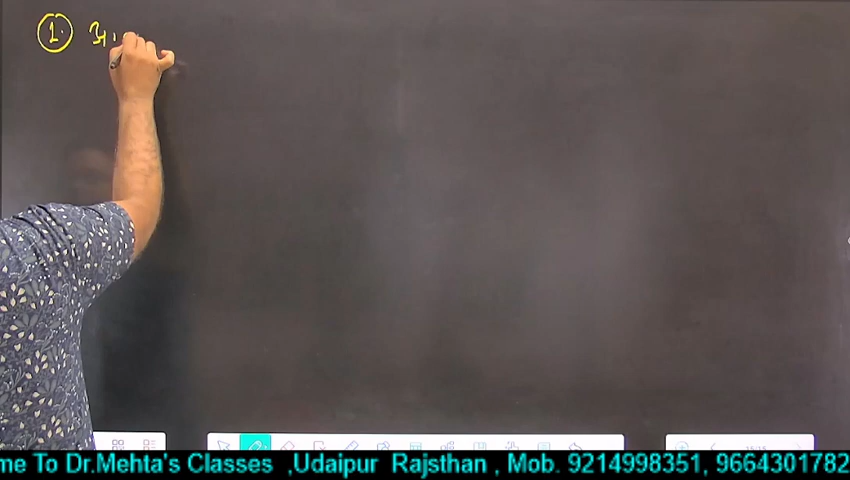 1.
me To Dr.Mehta's Classes ,Udaipur Rajsthan , Mob. 9214998351, 9664301782